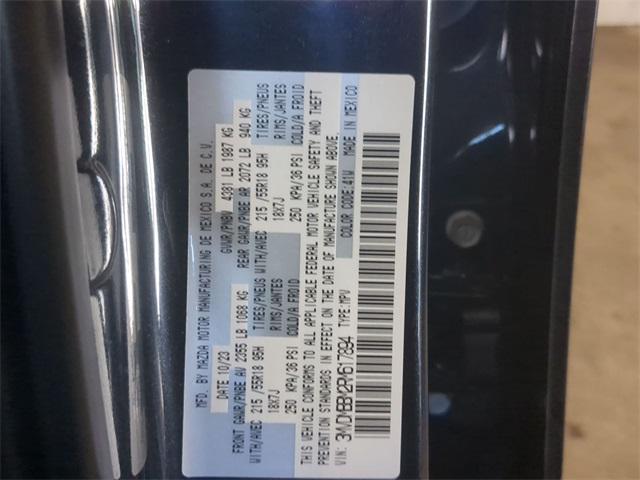 MFD. BY MAZDA MOTOR MANUFACTURING DE MEXICO S.A. DE C.V.
DATE 10/23 GVWR/PNBV 4381 LB 1987 KG
FRONT GAWR/PNBE AV 2355 LB 1068 KG REAR GAWR/PNBE AR 2072 LB 940 KG
TIRES/PNEUS WITH/AVEC TIRES/PNEUS
WITH/AVEC 215 /55R18 95H 215 /55R18 95H RIMS/JANTES
RIMS/JANTES
18X7J 18X7J
COLD/A FROID COLD/A FROID
250 KPA/36 PSI 250 KPA/36 PSI
THIS VEHICLE CONFORMS TO ALL APPLICABLE FEDERAL MOTOR VEHICLE SAFETY AND THEFT
PREVENTION STANDARDS IN EFFECT ON THE DATE OF MANUFACTURE SHOWN ABOVE.
VIN: 3MVDMBBM2RM617894 TYPE:MPV COLOR CODE:41W MADE IN MEXICO